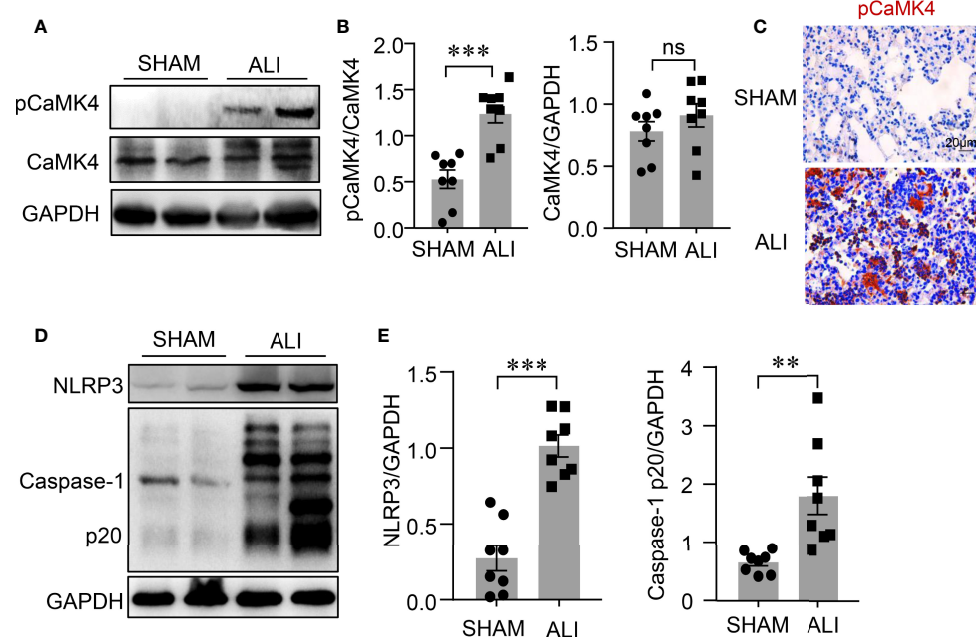 A
SHAM ALI
pCaMK4
CaMK4
GAPDH
B
pCaMK4/CaMK4
2.0
1.5
1.0
0.5
0
***
SHAM ALI
CaMK4/GAPDH
1.5
1.0
0.5
0.0
ns
SHAM ALI
C
pCaMK4
SHAM
20μm
ALI
D
SHAM ALI
NLRP3
Caspase-1
p20
GAPDH
E
NLRP3/GAPDH
1.5
1.0
0.5
0.0
***
SHAM ALI
Caspase-1 p20/GAPDH
4
3
2
1
0
**
SHAM ALI